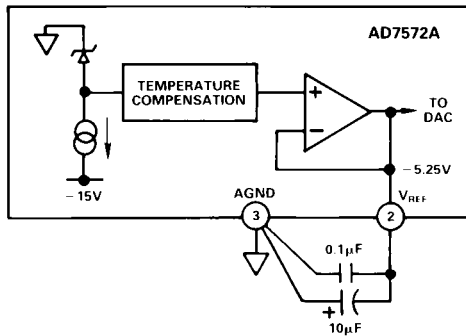 AD7572A
TEMPERATURE
COMPENSATION
+
−
TO
DAC
−5.25V
−15V
AGND
VREF
3
2
0.1μF
+
10μF